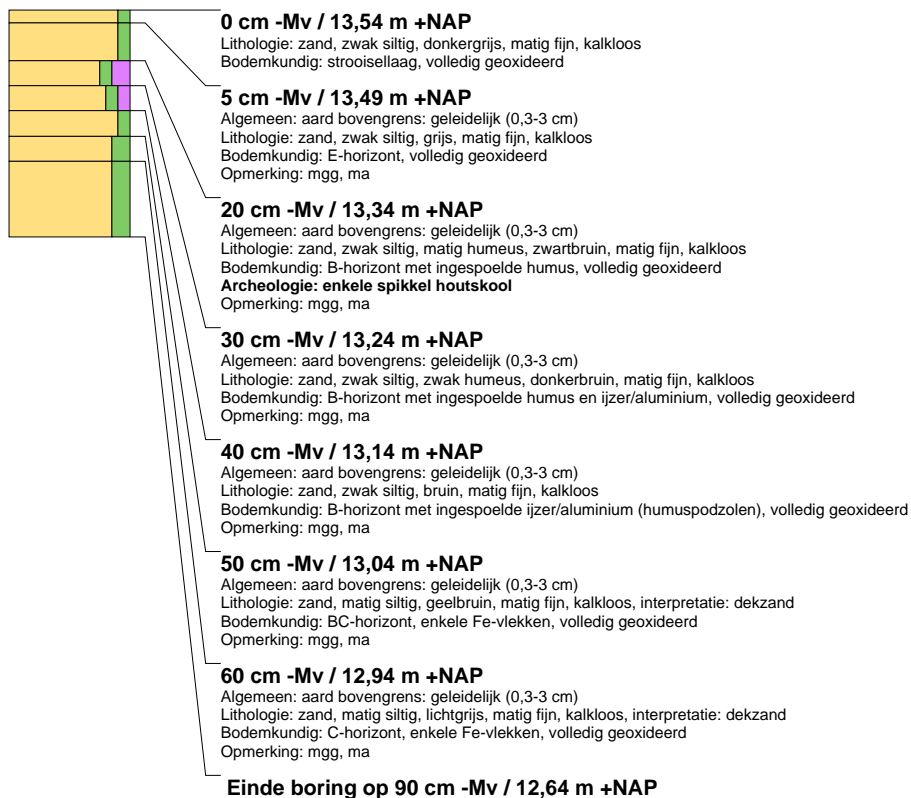 0 cm -Mv / 13,54 m +NAP
Lithologie: zand, zwak siltig, donkergrijs, matig fijn, kalkloos
Bodemkundig: strooisellaag, volledig geoxideerd
5 cm -Mv / 13,49 m +NAP
Algemeen: aard bovengrens: geleidelijk (0,3-3 cm)
Lithologie: zand, zwak siltig, grijs, matig fijn, kalkloos
Bodemkundig: E-horizont, volledig geoxideerd
Opmerking: mgg, ma
20 cm -Mv / 13,34 m +NAP
Algemeen: aard bovengrens: geleidelijk (0,3-3 cm)
Lithologie: zand, zwak siltig, matig humeus, zwartbruin, matig fijn, kalkloos
Bodemkundig: B-horizont met ingespoelde humus, volledig geoxideerd
Archeologie: enkele spikkel houtskool
Opmerking: mgg, ma
30 cm -Mv / 13,24 m +NAP
Algemeen: aard bovengrens: geleidelijk (0,3-3 cm)
Lithologie: zand, zwak siltig, zwak humeus, donkerbruin, matig fijn, kalkloos
Bodemkundig: B-horizont met ingespoelde humus en ijzer/aluminium, volledig geoxideerd
Opmerking: mgg, ma
40 cm -Mv / 13,14 m +NAP
Algemeen: aard bovengrens: geleidelijk (0,3-3 cm)
Lithologie: zand, zwak siltig, bruin, matig fijn, kalkloos
Bodemkundig: B-horizont met ingespoelde ijzer/aluminium (humuspodzolen), volledig geoxideerd
Opmerking: mgg, ma
50 cm -Mv / 13,04 m +NAP
Algemeen: aard bovengrens: geleidelijk (0,3-3 cm)
Lithologie: zand, matig siltig, geelbruin, matig fijn, kalkloos, interpretatie: dekzand
Bodemkundig: BC-horizont, enkele Fe-vlekken, volledig geoxideerd
Opmerking: mgg, ma
60 cm -Mv / 12,94 m +NAP
Algemeen: aard bovengrens: geleidelijk (0,3-3 cm)
Lithologie: zand, matig siltig, lichtgrijs, matig fijn, kalkloos, interpretatie: dekzand
Bodemkundig: C-horizont, enkele Fe-vlekken, volledig geoxideerd
Opmerking: mgg, ma
Einde boring op 90 cm -Mv / 12,64 m +NAP